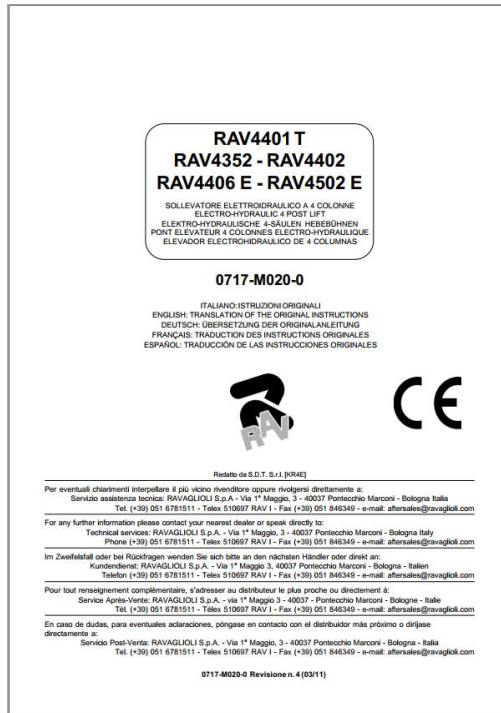 RAV4401 T
RAV4352 - RAV4402
RAV4406 E - RAV4502 E
SOLLEVATORE ELETTROIDRAULICO A 4 COLONNE
ELECTRO-HYDRAULIC 4 POST LIFT
ELEKTRO-HYDRAULISCHE 4-SÄULEN HEBEBÜHNEN
PONT ELEVATEUR 4 COLONNES ELECTRO-HYDRAULIQUE
ELEVADOR ELECTROHIDRAULICO DE 4 COLUMNAS
0717-M020-0
ITALIANO: ISTRUZIONI ORIGINALI
ENGLISH: TRANSLATION OF THE ORIGINAL INSTRUCTIONS
DEUTSCH: ÜBERSETZUNG DER ORIGINALANLEITUNG
FRANÇAIS: TRADUCTION DES INSTRUCTIONS ORIGINALES
ESPAÑOL: TRADUCCIÓN DE LAS INSTRUCCIONES ORIGINALES
RAV
CE
Redatto da S.D.T. S.r.l. [KR4E]
Per eventuali chiarimenti interpellare il più vicino rivenditore oppure rivolgersi direttamente a:
Servizio assistenza tecnica: RAVAGLIOLI S.p.A - Via 1° Maggio, 3 - 40037 Pontecchio Marconi - Bologna Italia
Tel. (+39) 051 6781511 - Telex 510697 RAV I - Fax (+39) 051 846349 - e-mail: aftersales@ravaglioli.com
For any further information please contact your nearest dealer or speak directly to:
Technical services: RAVAGLIOLI S.p.A. - Via 1° Maggio, 3 - 40037 Pontecchio Marconi - Bologna Italy
Phone (+39) 051 6781511 - Telex 510697 RAV I - Fax (+39) 051 846349 - e-mail: aftersales@ravaglioli.com
Im Zweifelsfall oder bei Rückfragen wenden Sie sich bitte an den nächsten Händler oder direkt an:
Kundendienst: RAVAGLIOLI S.p.A - Via 1° Maggio 3, 40037 Pontecchio Marconi - Bologna - Italien
Telefon (+39) 051 6781511 - Telex 510697 RAV I - Fax (+39) 051 846349 - e-mail: aftersales@ravaglioli.com
Pour tout renseignement complémentaire, s'adresser au distributeur le plus proche ou directement à:
Service Après-Vente: RAVAGLIOLI S.p.A. - via 1° Maggio 3 - 40037 - Pontecchio Marconi - Bologne - Italie
Tél. (+39) 051 6781511 - Télex 510697 RAV I - Fax (+39) 051 846349 - e-mail: aftersales@ravaglioli.com
En caso de dudas, para eventuales aclaraciones, póngase en contacto con el distribuidor más próximo o diríjase
directamente a:
Servicio Post-Venta: RAVAGLIOLI S.p.A. - Via 1° Maggio, 3 - 40037 Pontecchio Marconi - Bologna - Italia
Tel. (+39) 051 6781511 - Telex 510697 RAV I - Fax (+39) 051 846349 - e-mail: aftersales@ravaglioli.com
0717-M020-0 Revisione n. 4 (03/11)